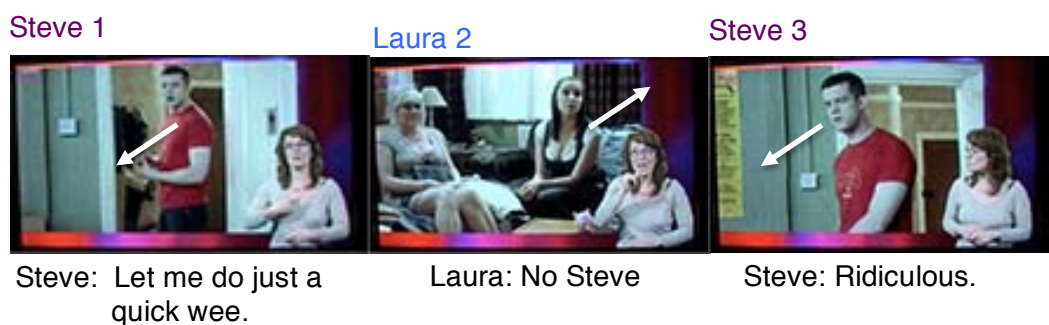 Steve 1
Laura 2
Steve 3
Steve: Let me do just a
quick wee.
Laura: No Steve
Steve: Ridiculous.